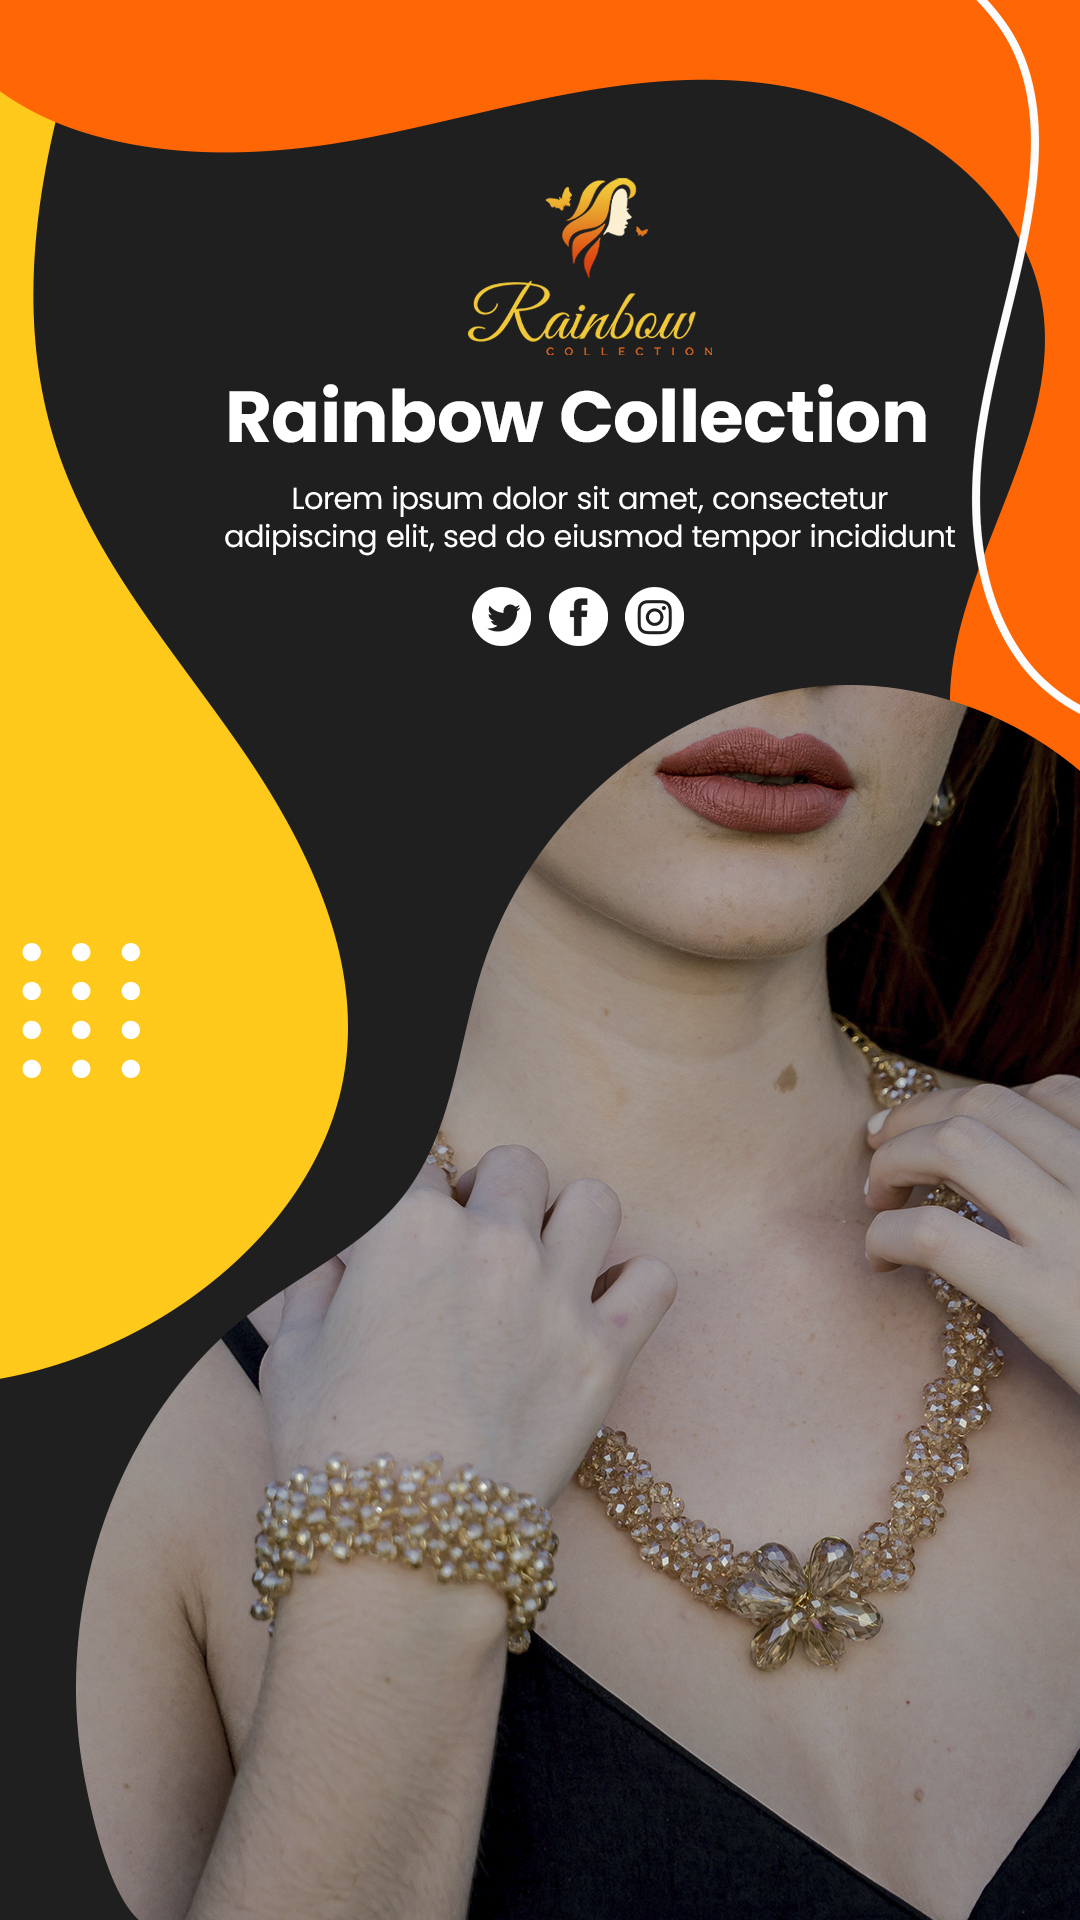 Rainbow
COLLECTION
Rainbow Collection
Lorem ipsum dolor sit amet, consectetur
adipiscing elit, sed do eiusmod tempor incididunt